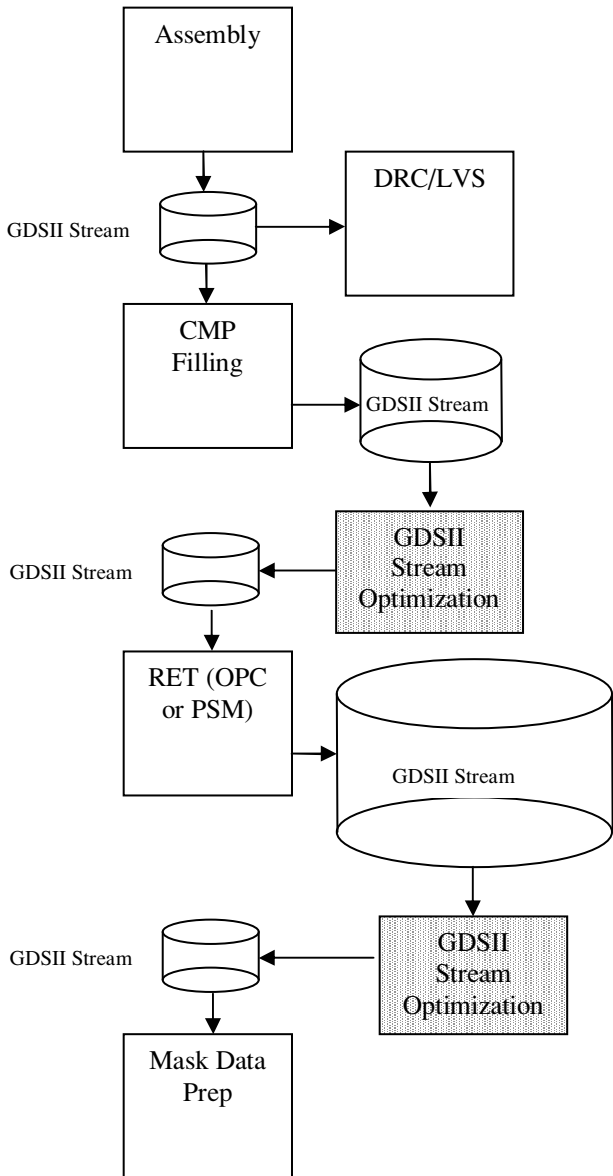 Assembly
DRC/LVS
GDSII Stream
CMP
Filling
GDSII Stream
GDSII
Stream
Optimization
GDSII Stream
RET (OPC
or PSM)
GDSII Stream
GDSII
Stream
Optimization
GDSII Stream
Mask Data
Prep